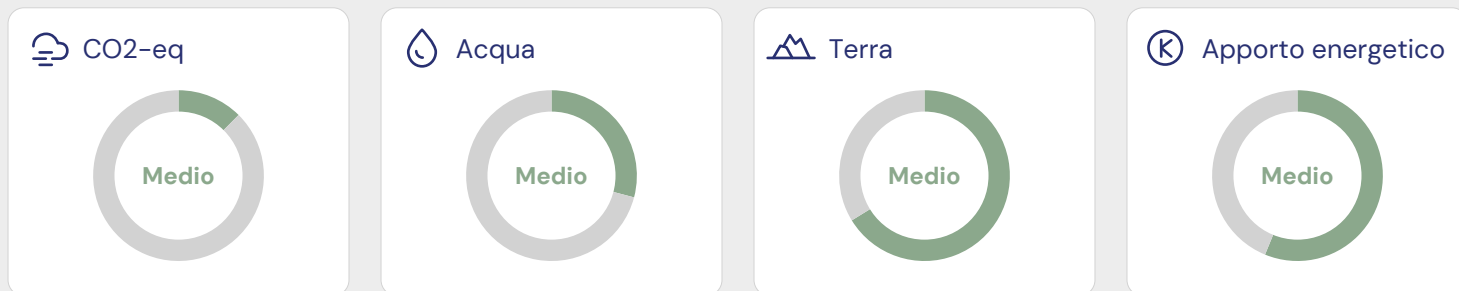 CO2-eq
Medio
Acqua
Medio
Terra
Medio
Apporto energetico
Medio